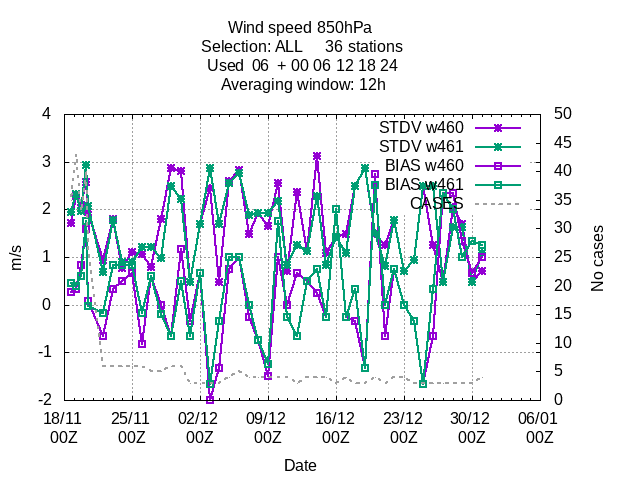 Wind speed 850hPa
Selection: ALL 36 stations
Used 06 + 00 06 12 18 24
Averaging window: 12h
4
3
2
1
0
-1
-2
m/s
50
45
40
35
30
25
20
15
10
5
0
No cases
STDV w460
STDV w461
BIAS w460
BIAS w461
CASES
18/11 25/11 02/12 09/12 16/12 23/12 30/12 06/01
00Z 00Z 00Z 00Z 00Z 00Z 00Z 00Z
Date